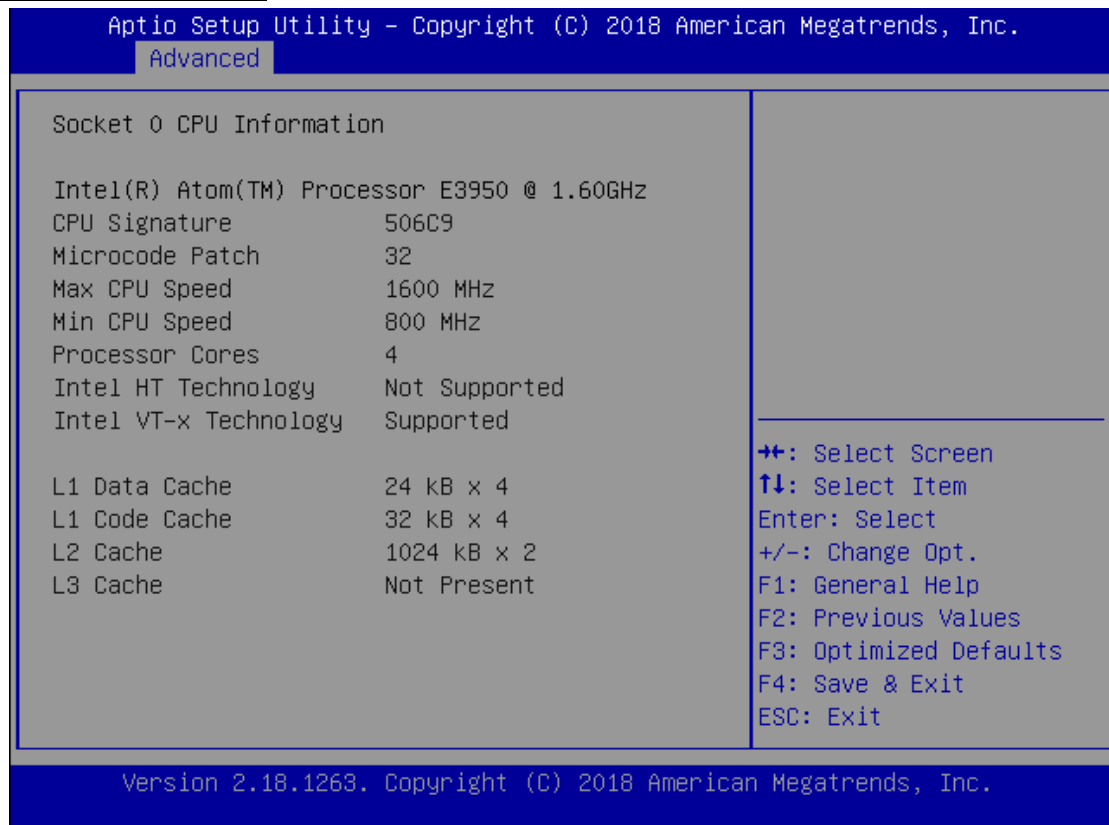 Aptio Setup Utility – Copyright (C) 2018 American Megatrends, Inc.
Advanced
Socket 0 CPU Information
Intel(R) Atom(TM) Processor E3950 @ 1.60GHz
CPU Signature 506C9
Microcode Patch 32
Max CPU Speed 1600 MHz
Min CPU Speed 800 MHz
Processor Cores 4
Intel HT Technology Not Supported
Intel VT-x Technology Supported
L1 Data Cache 24 kB x 4
L1 Code Cache 32 kB x 4
L2 Cache 1024 kB x 2
L3 Cache Not Present
→←: Select Screen
↑↓: Select Item
Enter: Select
+/-: Change Opt.
F1: General Help
F2: Previous Values
F3: Optimized Defaults
F4: Save & Exit
ESC: Exit
Version 2.18.1263. Copyright (C) 2018 American Megatrends, Inc.